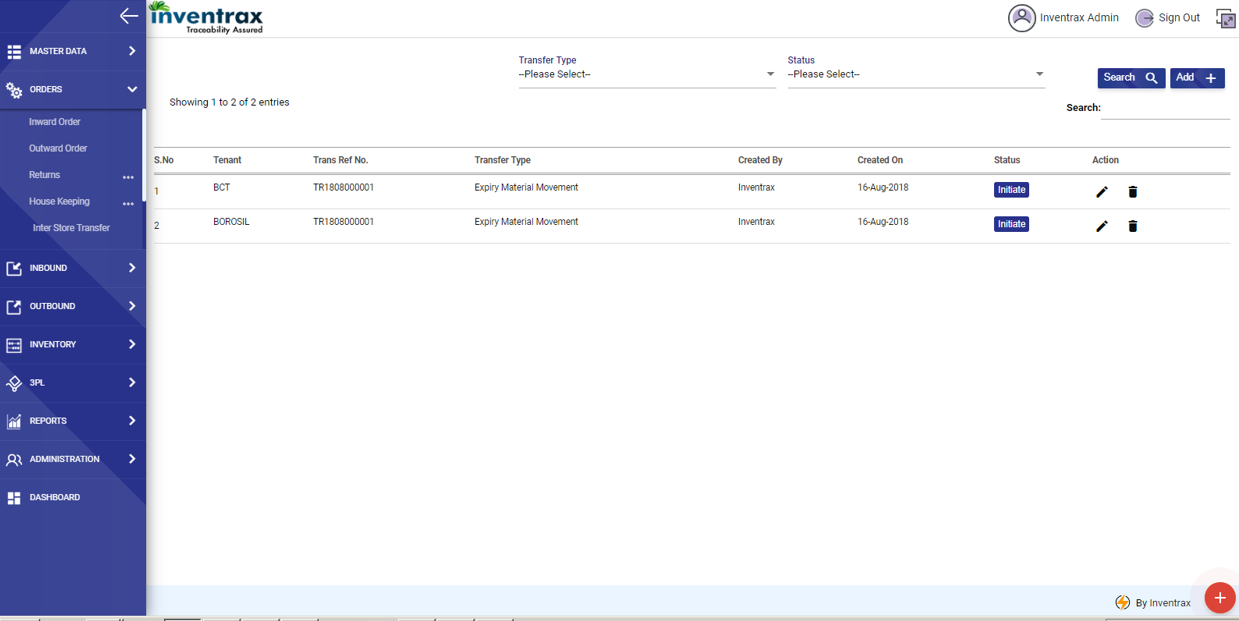 inventrax
Traceability Assured
Inventrax Admin
Sign Out
MASTER DATA
ORDERS
Inward Order
Outward Order
Returns
House Keeping
Inter Store Transfer
INBOUND
OUTBOUND
INVENTORY
3PL
REPORTS
ADMINISTRATION
DASHBOARD
Transfer Type
--Please Select--
Status
--Please Select--
Search
Add
Showing 1 to 2 of 2 entries
Search:
S.No Tenant Trans Ref No. Transfer Type Created By Created On Status Action
1 BCT TR1808000001 Expiry Material Movement Inventrax 16-Aug-2018 Initiate
2 BOROSIL TR1808000001 Expiry Material Movement Inventrax 16-Aug-2018 Initiate
By Inventrax